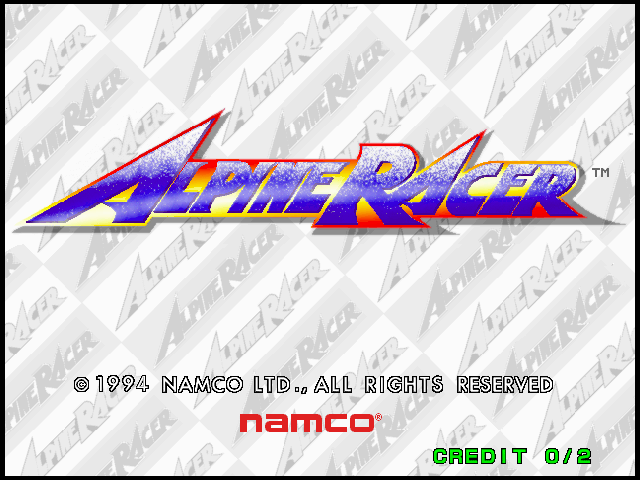 ALPINE RACER™
© 1994 NAMCO LTD., ALL RIGHTS RESERVED
namco®
CREDIT 0/2